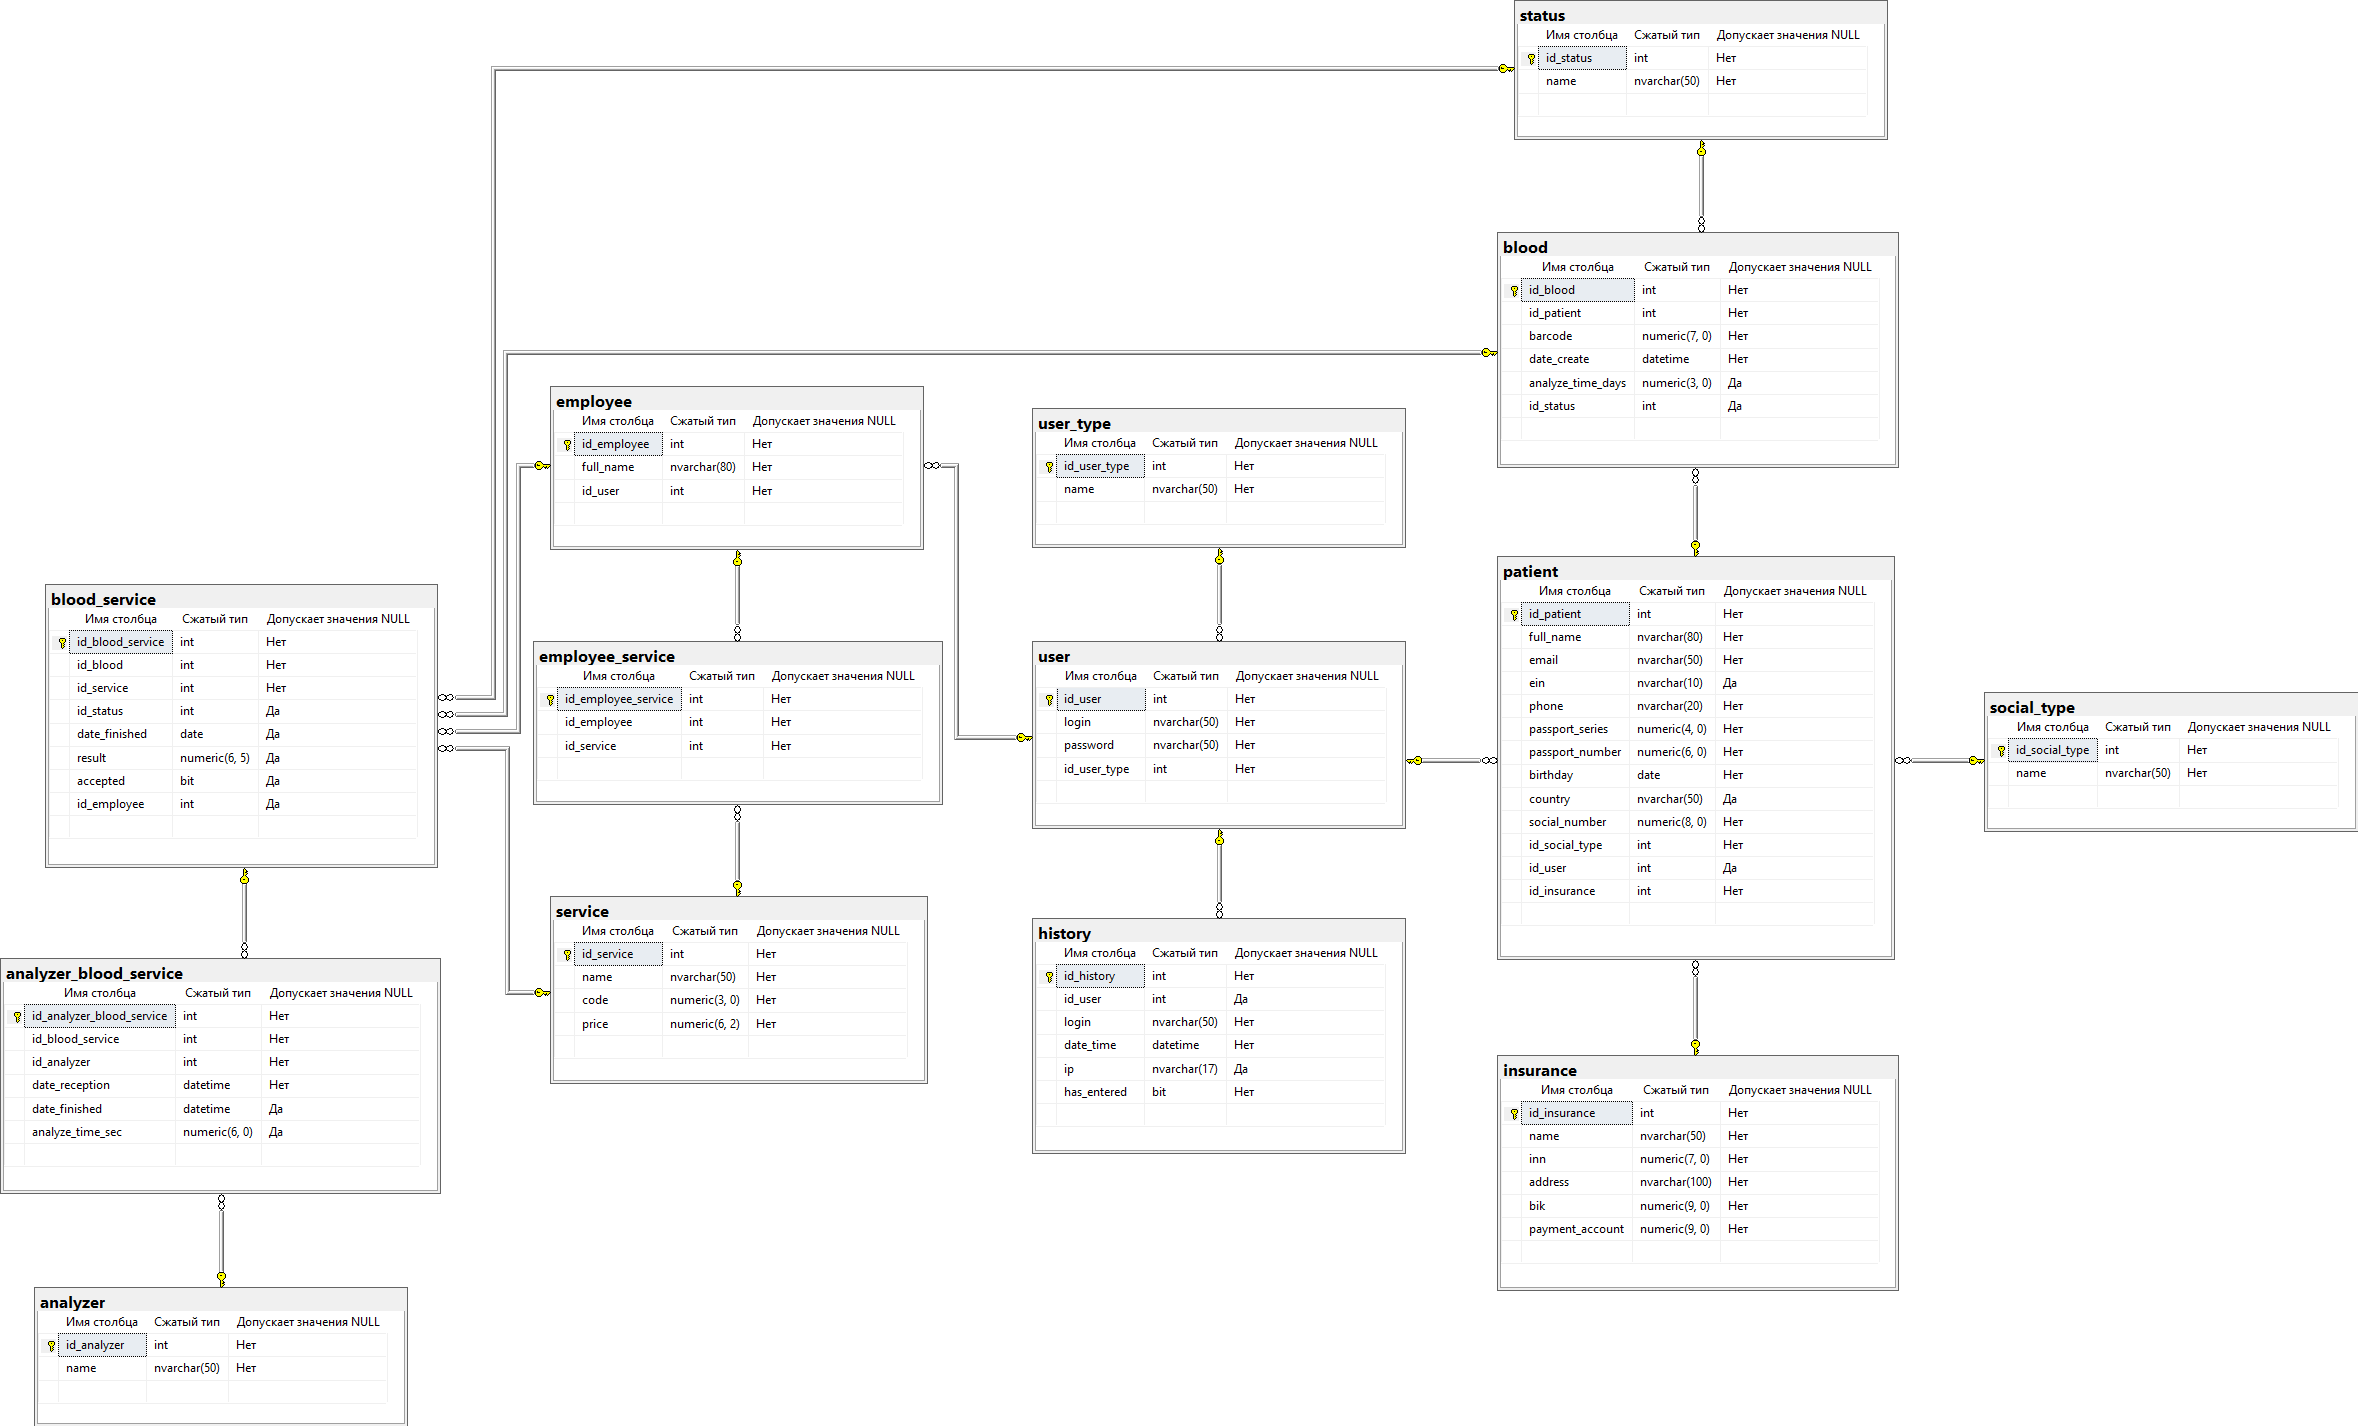 status
Имя столбца Сжатый тип Допускает значения NULL
id_status int Нет
name nvarchar(50) Нет
blood
Имя столбца Сжатый тип Допускает значения NULL
id_blood int Нет
id_patient int Нет
barcode numeric(7, 0) Нет
date_create datetime Нет
analyze_time_days numeric(3, 0) Да
id_status int Да
employee
Имя столбца Сжатый тип Допускает значения NULL
id_employee int Нет
full_name nvarchar(80) Нет
id_user int Нет
user_type
Имя столбца Сжатый тип Допускает значения NULL
id_user_type int Нет
name nvarchar(50) Нет
blood_service
Имя столбца Сжатый тип Допускает значения NULL
id_blood_service int Нет
id_blood int Нет
id_service int Нет
id_status int Да
date_finished date Да
result numeric(6, 5) Да
accepted bit Да
id_employee int Да
employee_service
Имя столбца Сжатый тип Допускает значения NULL
id_employee_service int Нет
id_employee int Нет
id_service int Нет
user
Имя столбца Сжатый тип Допускает значения NULL
id_user int Нет
login nvarchar(50) Нет
password nvarchar(50) Нет
id_user_type int Нет
patient
Имя столбца Сжатый тип Допускает значения NULL
id_patient int Нет
full_name nvarchar(80) Нет
email nvarchar(50) Нет
ein nvarchar(10) Да
phone nvarchar(20) Нет
passport_series numeric(4, 0) Нет
passport_number numeric(6, 0) Нет
birthday date Нет
country nvarchar(50) Да
social_number numeric(8, 0) Нет
id_social_type int Нет
id_user int Да
id_insurance int Нет
social_type
Имя столбца Сжатый тип Допускает значения NULL
id_social_type int Нет
name nvarchar(50) Нет
analyzer_blood_service
Имя столбца Сжатый тип Допускает значения NULL
id_analyzer_blood_service int Нет
id_blood_service int Нет
id_analyzer int Нет
date_reception datetime Нет
date_finished datetime Да
analyze_time_sec numeric(6, 0) Да
service
Имя столбца Сжатый тип Допускает значения NULL
id_service int Нет
name nvarchar(50) Нет
code numeric(3, 0) Нет
price numeric(6, 2) Нет
history
Имя столбца Сжатый тип Допускает значения NULL
id_history int Нет
id_user int Да
login nvarchar(50) Нет
date_time datetime Нет
ip nvarchar(17) Да
has_entered bit Нет
insurance
Имя столбца Сжатый тип Допускает значения NULL
id_insurance int Нет
name nvarchar(50) Нет
inn numeric(7, 0) Нет
address nvarchar(100) Нет
bik numeric(9, 0) Нет
payment_account numeric(9, 0) Нет
analyzer
Имя столбца Сжатый тип Допускает значения NULL
id_analyzer int Нет
name nvarchar(50) Нет